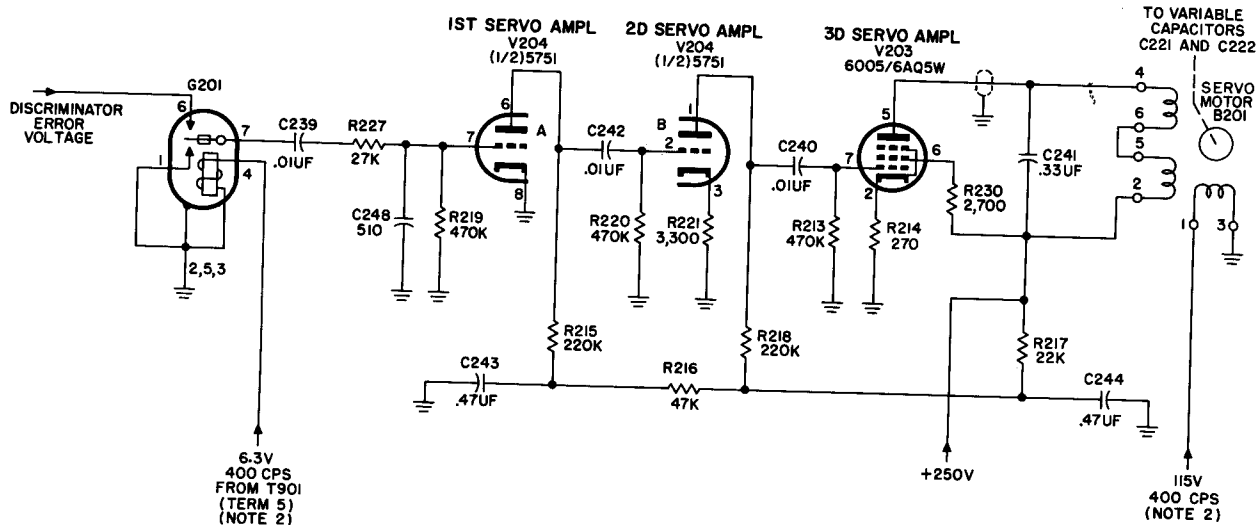 TO VARIABLE
CAPACITORS
C221 AND C222
1ST SERVO AMPL
V204
(1/2)5751
2D SERVO AMPL
V204
(1/2)5751
3D SERVO AMPL
V203
6005/6AQ5W
SERVO
MOTOR
B201
DISCRIMINATOR
ERROR
VOLTAGE
G201
6
7
1
4
2,5,3
C239
.01UF
R227
27K
C248
510
R219
470K
6
A
7
8
C242
.01UF
R220
470K
1
B
2
3
R221
3,300
C240
.01UF
R213
470K
5
7
6
2
R214
270
R230
2,700
C241
.33UF
4
6
5
2
1
3
R215
220K
R218
220K
R217
22K
C243
.47UF
R216
47K
C244
.47UF
6.3V
400 CPS
FROM T901
(TERM 5)
(NOTE 2)
+250V
115V
400 CPS
(NOTE 2)